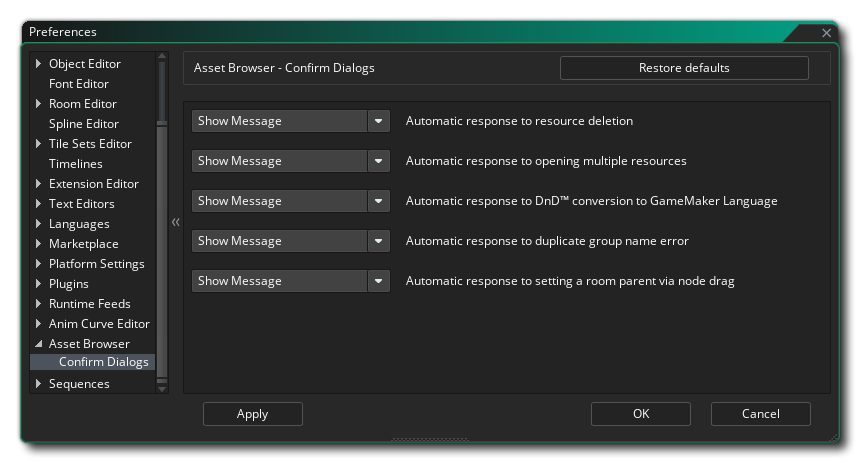 Preferences
Object Editor
Font Editor
Room Editor
Spline Editor
Tile Sets Editor
Timelines
Extension Editor
Text Editors
Languages
Marketplace
Platform Settings
Plugins
Runtime Feeds
Anim Curve Editor
Asset Browser
Confirm Dialogs
Sequences
Asset Browser - Confirm Dialogs
Restore defaults
Show Message Automatic response to resource deletion
Show Message Automatic response to opening multiple resources
Show Message Automatic response to DnD™ conversion to GameMaker Language
Show Message Automatic response to duplicate group name error
Show Message Automatic response to setting a room parent via node drag
Apply
OK
Cancel